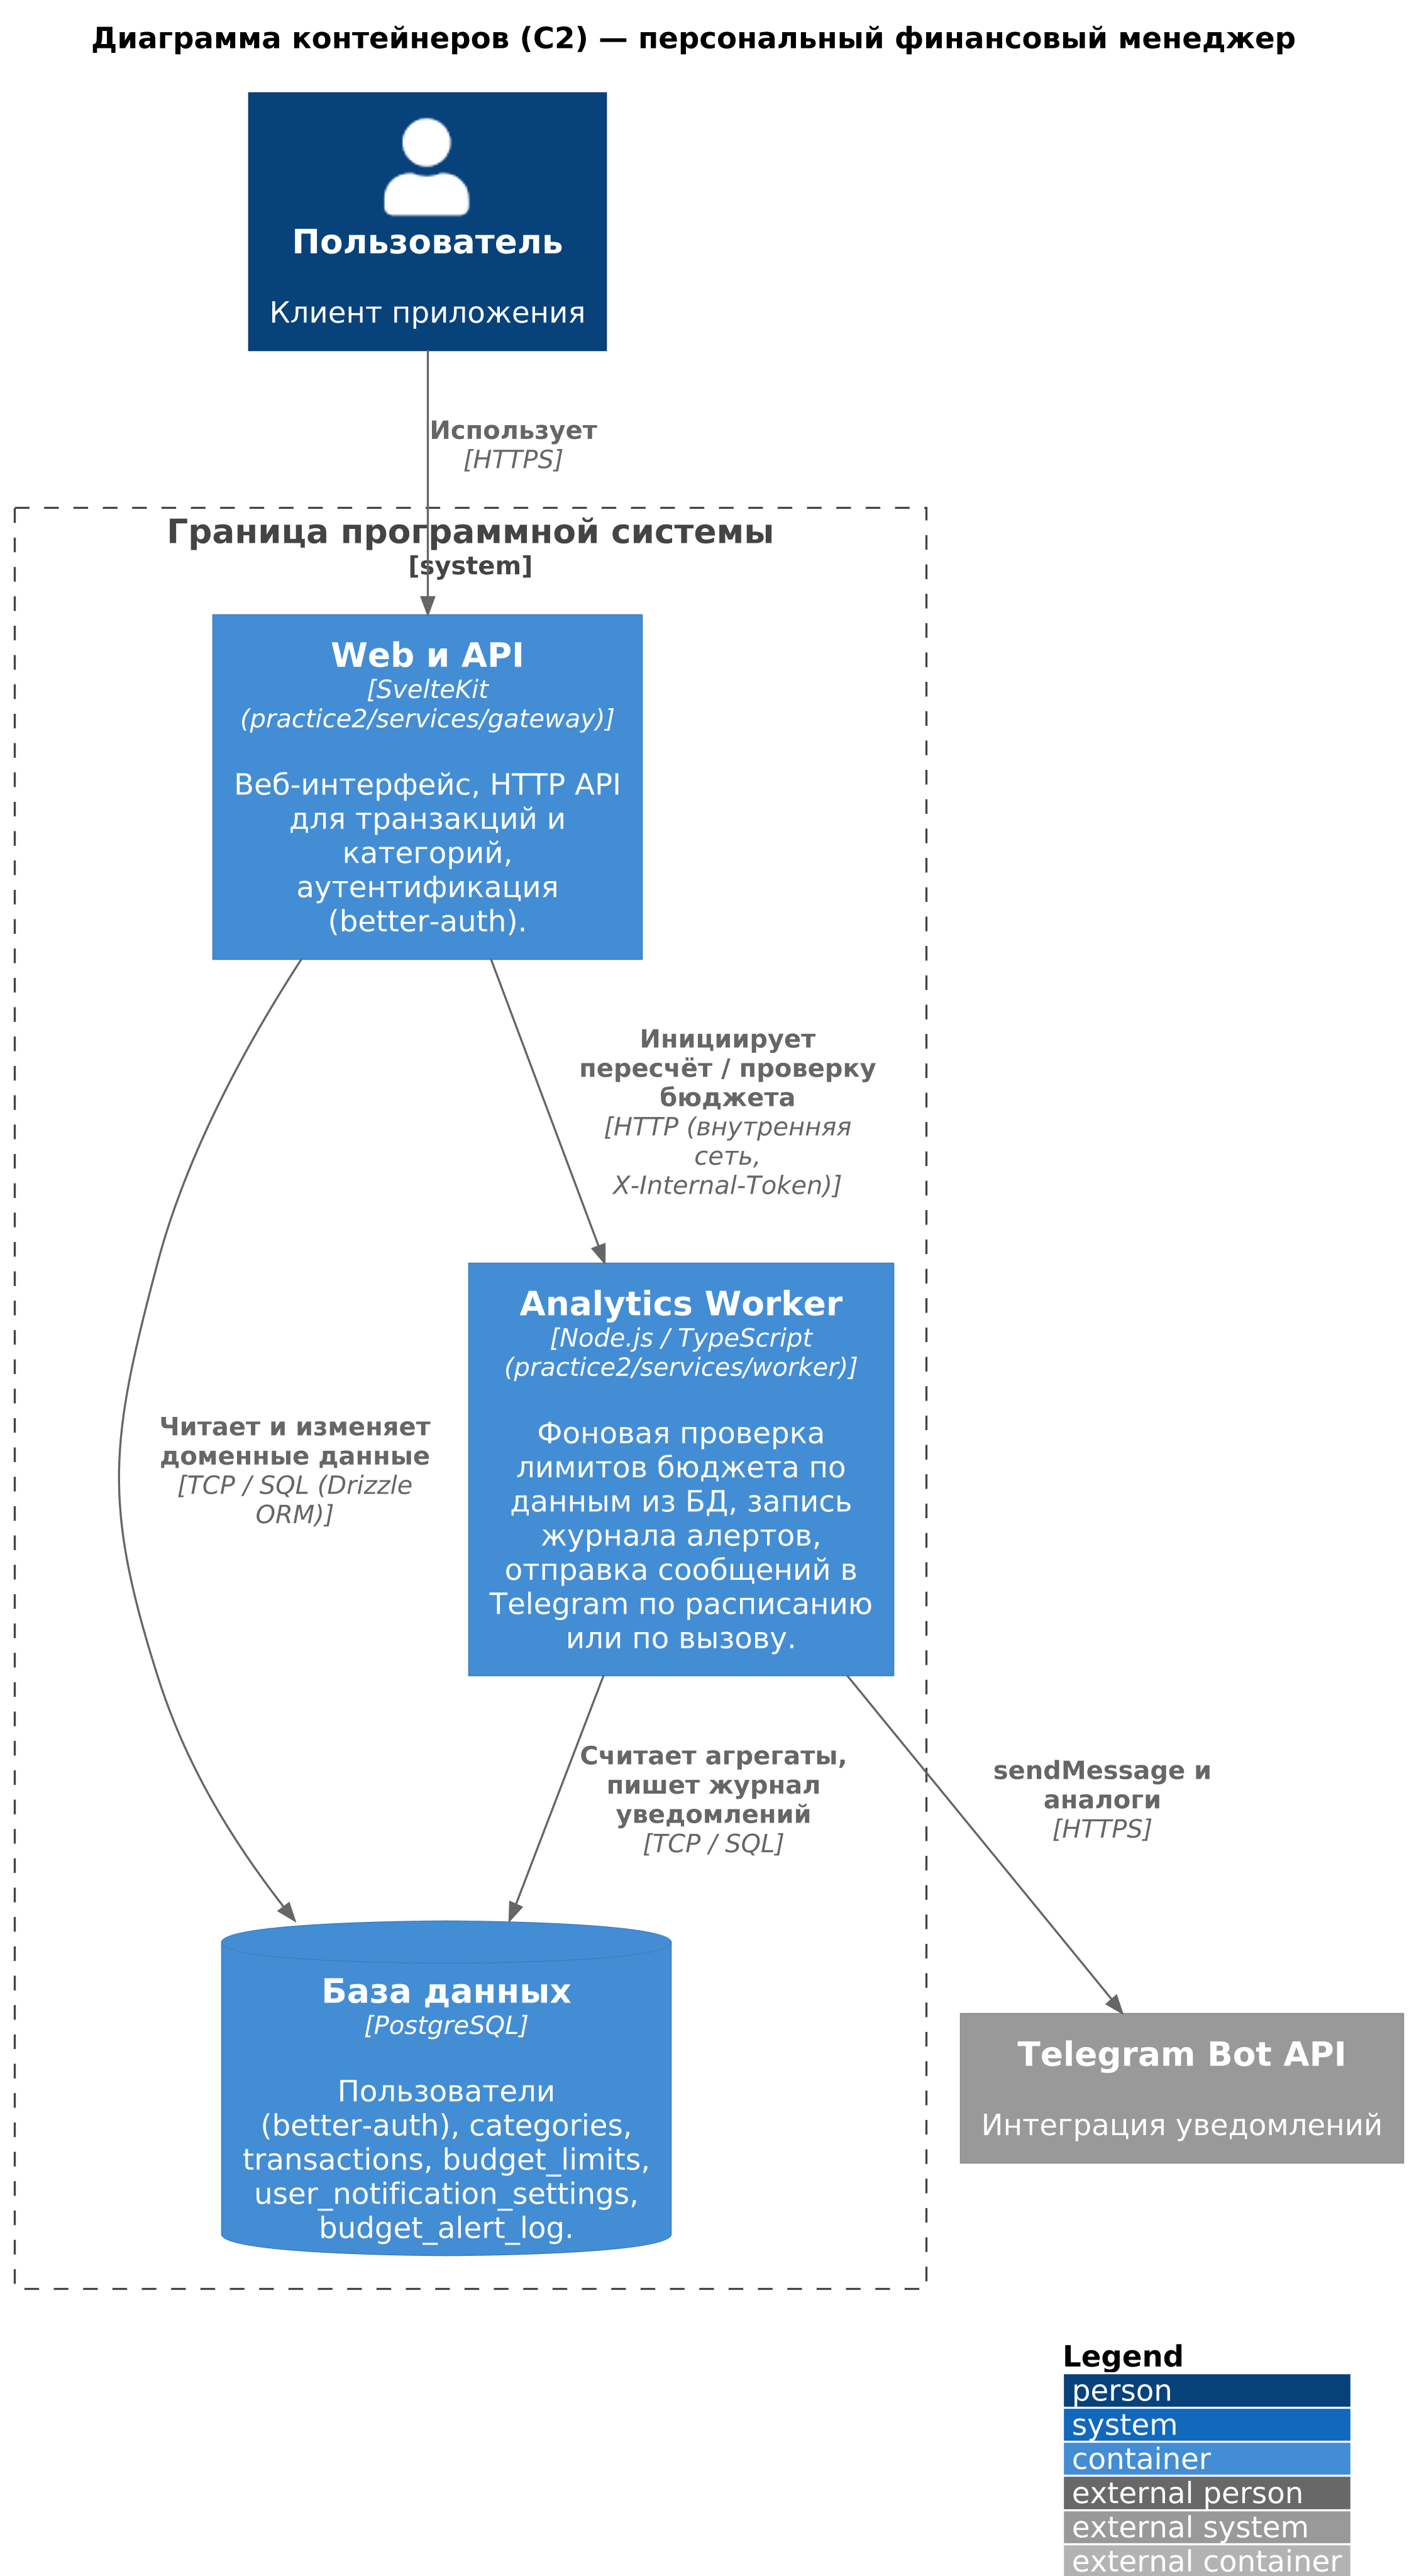 Диаграмма контейнеров (C2) — персональный финансовый менеджер
Пользователь
Клиент приложения
Использует
[HTTPS]
Граница программной системы
[system]
Web и API
[SvelteKit
(practice2/services/gateway)]
Веб-интерфейс, HTTP API
для транзакций и
категорий,
аутентификация
(better-auth).
Инициирует
пересчёт / проверку
бюджета
[HTTP (внутренняя
сеть,
X-Internal-Token)]
Analytics Worker
[Node.js / TypeScript
(practice2/services/worker)]
Фоновая проверка
лимитов бюджета по
данным из БД, запись
журнала алертов,
отправка сообщений в
Telegram по расписанию
или по вызову.
Читает и изменяет
доменные данные
[TCP / SQL (Drizzle
ORM)]
Считает агрегаты,
пишет журнал
уведомлений
[TCP / SQL]
sendMessage и
аналоги
[HTTPS]
База данных
[PostgreSQL]
Пользователи
(better-auth), categories,
transactions, budget_limits,
user_notification_settings,
budget_alert_log.
Telegram Bot API
Интеграция уведомлений
Legend
person
system
container
external person
external system
external container